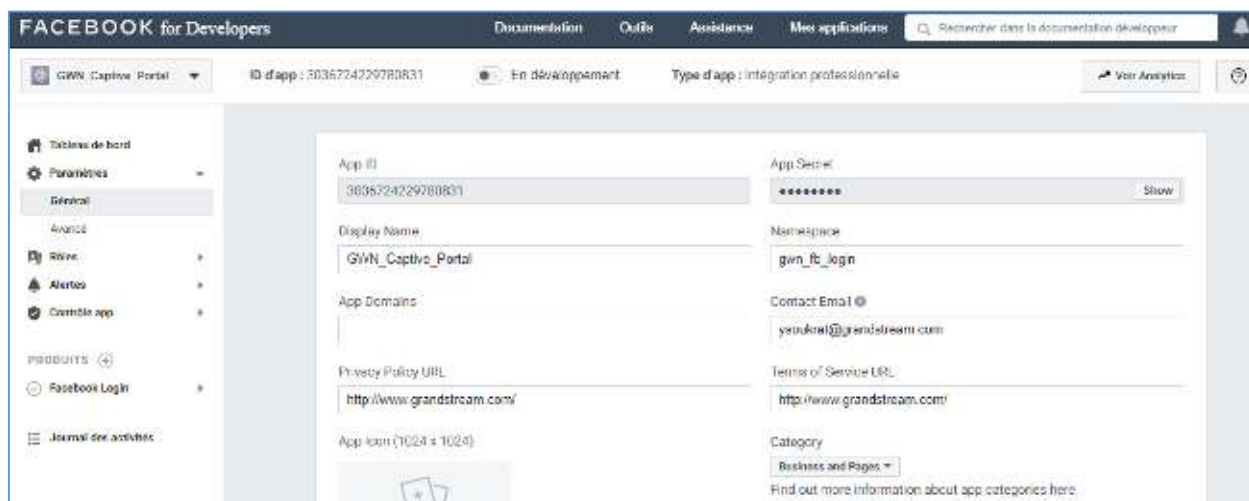 FACEBOOK for Developers Documentation Outils Assistance Mes applications Rechercher dans la documentation développeur
GWN_Captive_Portal ID d'app : 3036724229780831 En développement Type d'app : Intégration professionnelle Voir Analytics
Tableau de bord
Paramètres
Général
Avancé
Rôles
Alertes
Contrôle app
PRODUITS
Facebook Login
Journal des activités
App ID App Secret
3036724229780831 ●●●●●●●● Show
Display Name Namespace
GWN_Captive_Portal gwn_fb_login
App Domains Contact Email
@grandstream.com
Privacy Policy URL Terms of Service URL
http://www.grandstream.com/ http://www.grandstream.com/
App Icon (1024 x 1024) Category
Business and Pages
Find out more information about app categories here